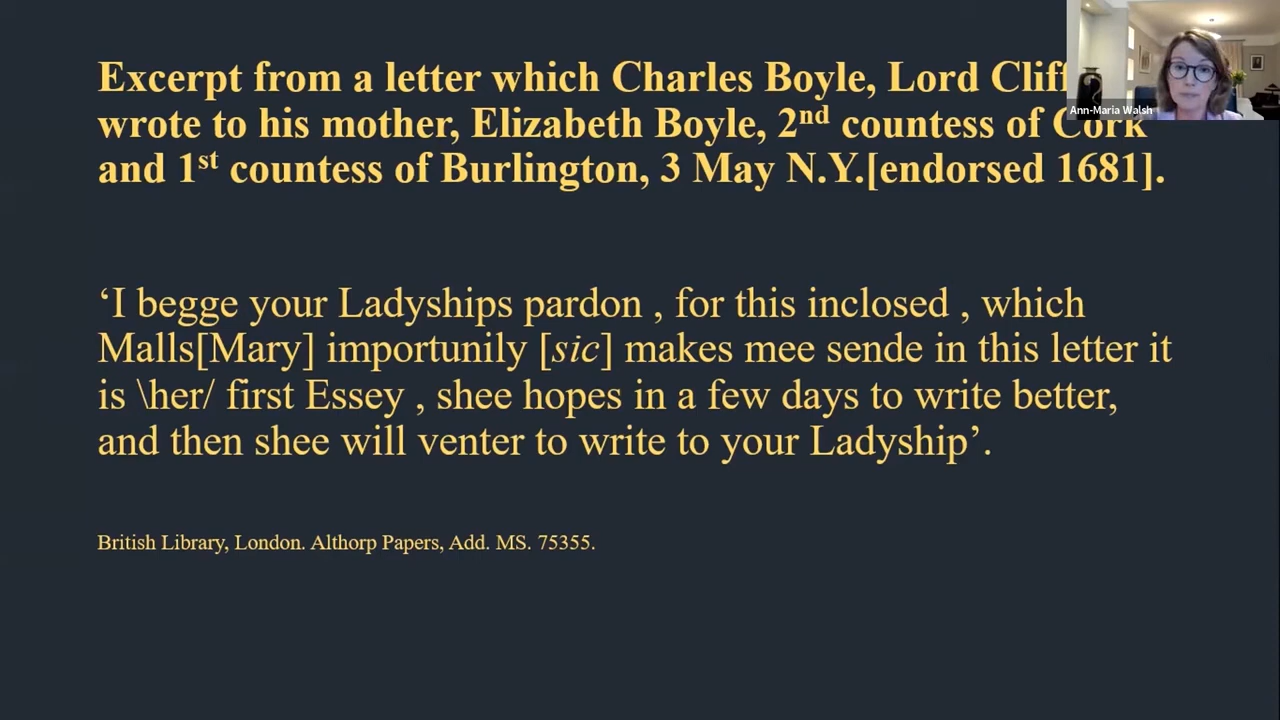 Excerpt from a letter which Charles Boyle, Lord Cliff
wrote to his mother, Elizabeth Boyle, 2nd countess of Cork
and 1st countess of Burlington, 3 May N.Y.[endorsed 1681].
‘I begge your Ladyships pardon , for this inclosed , which
Malls[Mary] importunily [sic] makes mee sende in this letter it
is \her/ first Essey , shee hopes in a few days to write better,
and then shee will venter to write to your Ladyship’.
British Library, London. Althorp Papers, Add. MS. 75355.
Ann-Maria Walsh